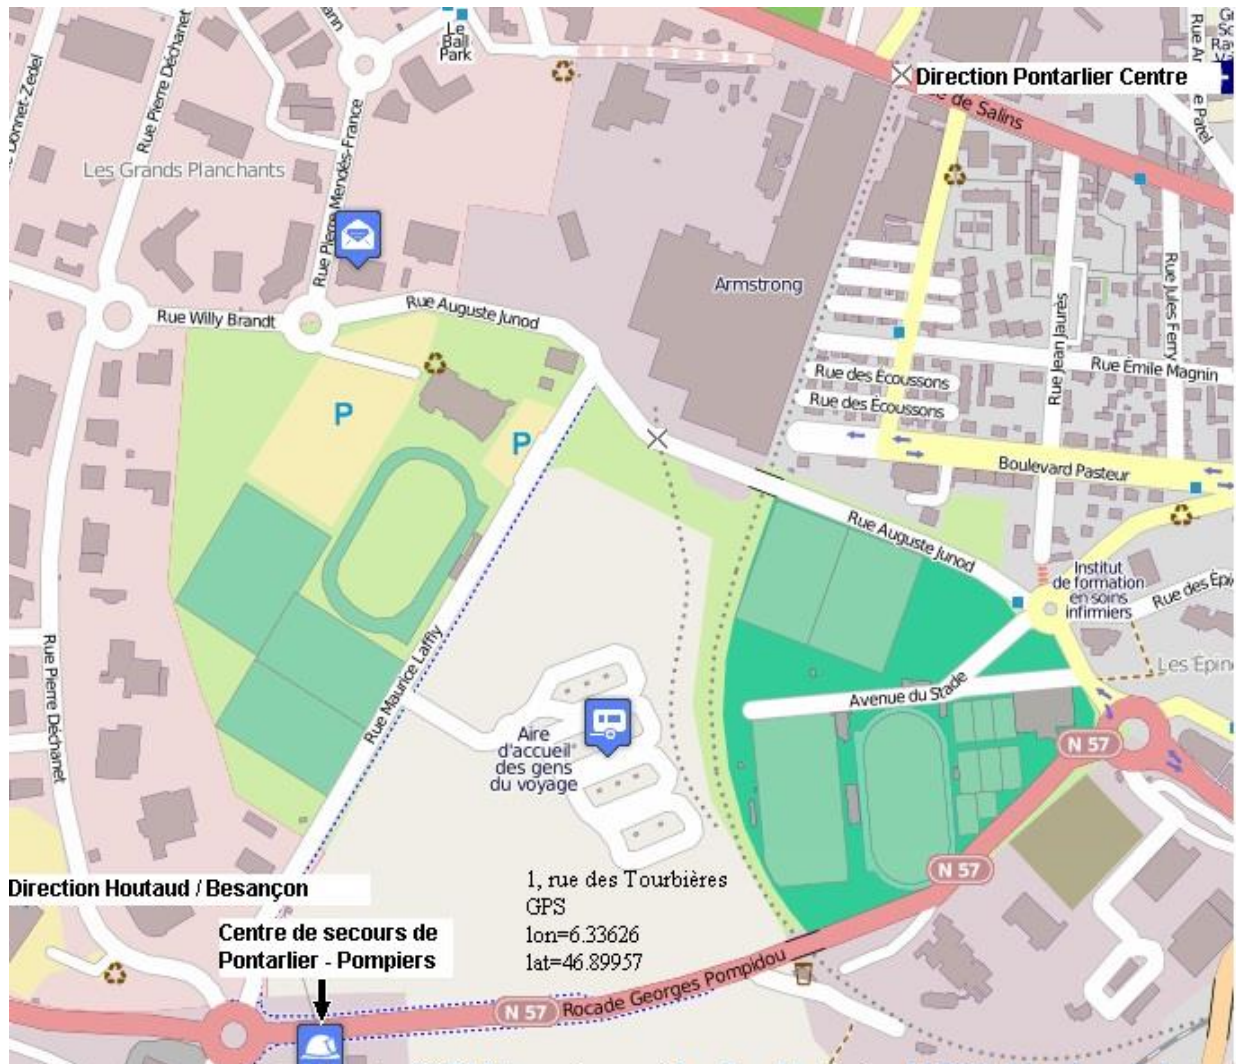 Le
Ball
Park
Rue Pierre Déchanet
Direction Pontarlier Centre
de Salins
Les Grands Planchants
Rue Pierre Mendès-France
Armstrong
Rue Willy Brandt
Rue Auguste Junod
Rue Jean Jaurès
Rue Jules Ferry
Rue Émile Magnin
Rue des Écoussons
Rue des Écoussons
P
P
Boulevard Pasteur
Rue Auguste Junod
Institut
de formation
en soins
infirmiers
Rue des Épi
Les Épin
Rue Pierre Déchanet
Rue Maurice Laffly
Avenue du Stade
Aire
d'accueil
des gens
du voyage
N 57
N 57
Direction Houtaud / Besançon
1, rue des Tourbières
GPS
lon=6.33626
lat=46.89957
Centre de secours de
Pontarlier - Pompiers
N 57
Rocade Georges Pompidou